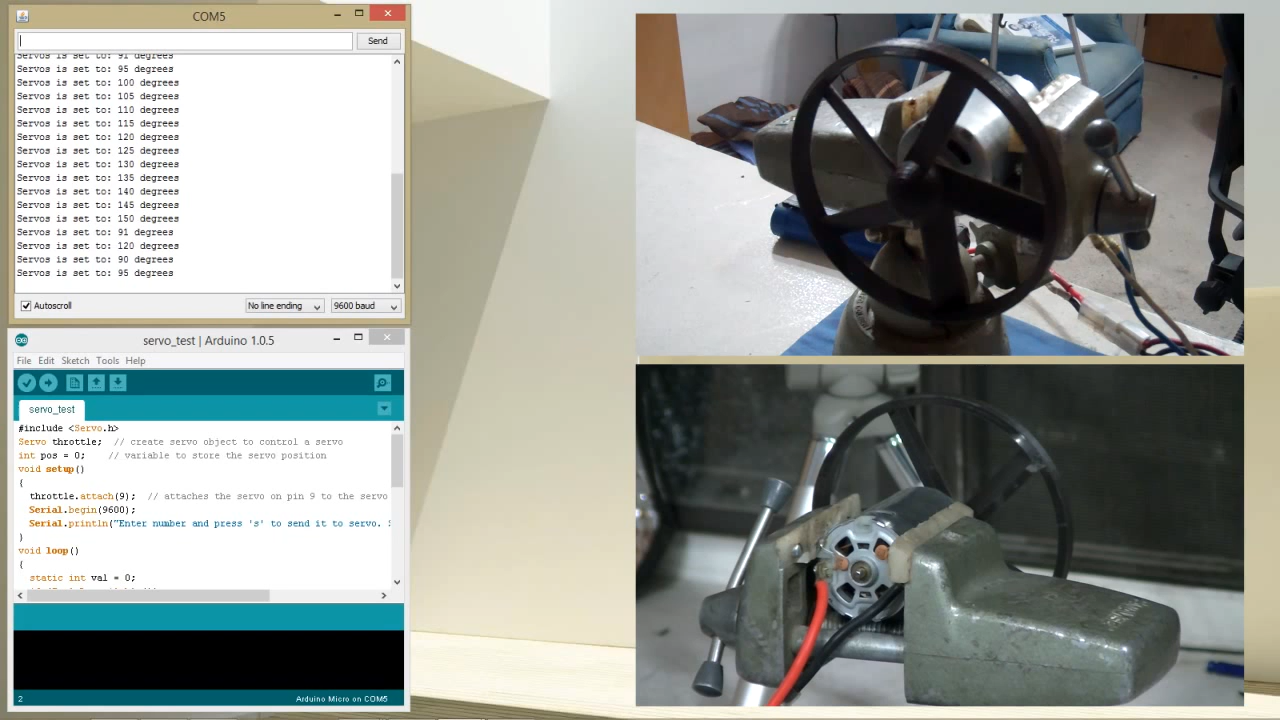 COM5
Send
Servos is set to: 91 degrees
Servos is set to: 95 degrees
Servos is set to: 100 degrees
Servos is set to: 105 degrees
Servos is set to: 110 degrees
Servos is set to: 115 degrees
Servos is set to: 120 degrees
Servos is set to: 125 degrees
Servos is set to: 130 degrees
Servos is set to: 135 degrees
Servos is set to: 140 degrees
Servos is set to: 145 degrees
Servos is set to: 150 degrees
Servos is set to: 91 degrees
Servos is set to: 120 degrees
Servos is set to: 90 degrees
Servos is set to: 95 degrees
Autoscroll No line ending 9600 baud
servo_test | Arduino 1.0.5
File Edit Sketch Tools Help
servo_test
#include <Servo.h>
Servo throttle; // create servo object to control a servo
int pos = 0; // variable to store the servo position
void setup()
{
throttle.attach(9); // attaches the servo on pin 9 to the servo
Serial.begin(9600);
Serial.println("Enter number and press 's' to send it to servo.
}
void loop()
{
static int val = 0;
2 Arduino Micro on COM5